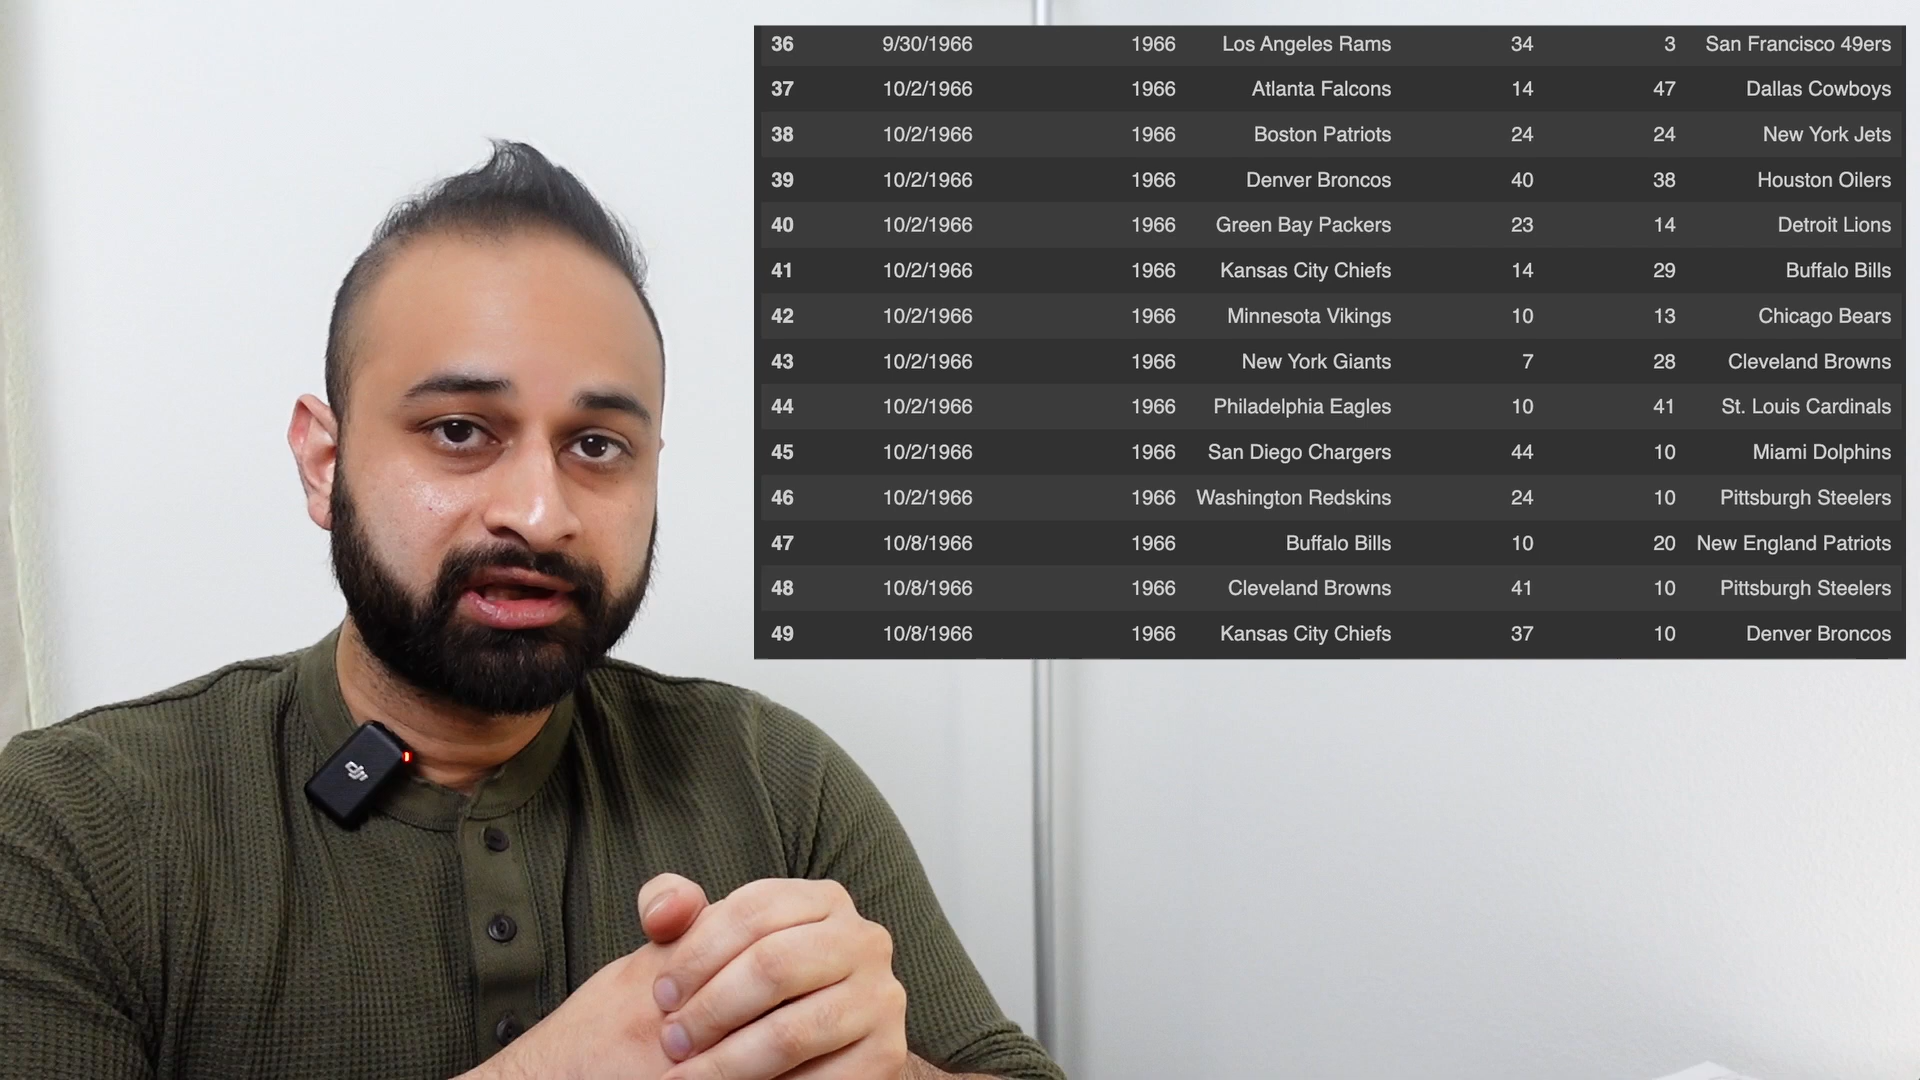 36 9/30/1966 1966 Los Angeles Rams 34 3 San Francisco 49ers
37 10/2/1966 1966 Atlanta Falcons 14 47 Dallas Cowboys
38 10/2/1966 1966 Boston Patriots 24 24 New York Jets
39 10/2/1966 1966 Denver Broncos 40 38 Houston Oilers
40 10/2/1966 1966 Green Bay Packers 23 14 Detroit Lions
41 10/2/1966 1966 Kansas City Chiefs 14 29 Buffalo Bills
42 10/2/1966 1966 Minnesota Vikings 10 13 Chicago Bears
43 10/2/1966 1966 New York Giants 7 28 Cleveland Browns
44 10/2/1966 1966 Philadelphia Eagles 10 41 St. Louis Cardinals
45 10/2/1966 1966 San Diego Chargers 44 10 Miami Dolphins
46 10/2/1966 1966 Washington Redskins 24 10 Pittsburgh Steelers
47 10/8/1966 1966 Buffalo Bills 10 20 New England Patriots
48 10/8/1966 1966 Cleveland Browns 41 10 Pittsburgh Steelers
49 10/8/1966 1966 Kansas City Chiefs 37 10 Denver Broncos
dji